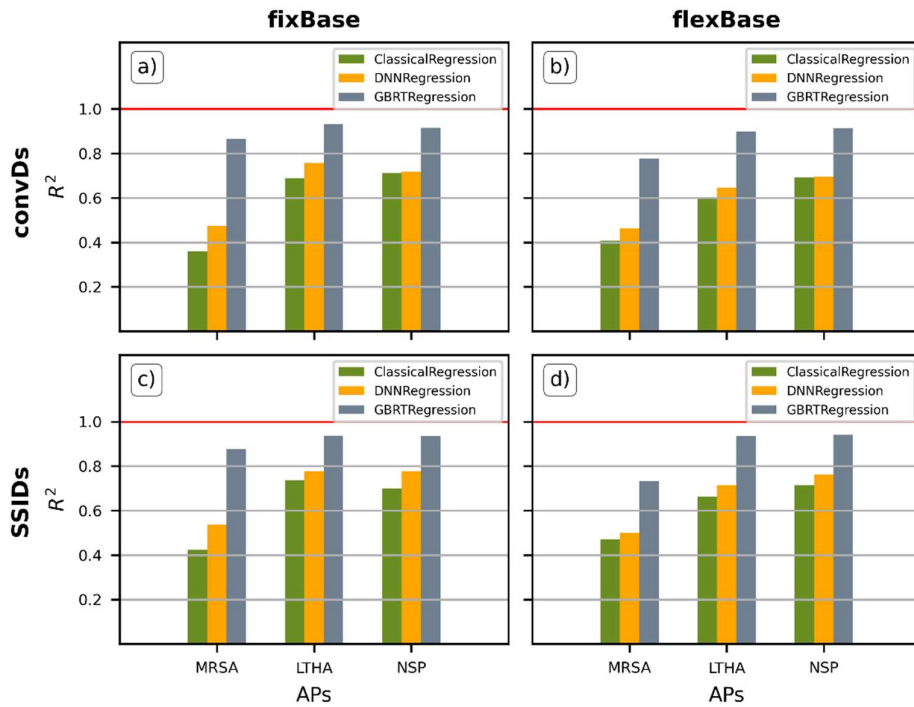 fixBase
flexBase
convDs
a)
ClassicalRegression
DNNRegression
GBRTRegression
R²
1.0
0.8
0.6
0.4
0.2
b)
ClassicalRegression
DNNRegression
GBRTRegression
SSIDs
c)
ClassicalRegression
DNNRegression
GBRTRegression
R²
1.0
0.8
0.6
0.4
0.2
MRSA LTHA NSP
APs
d)
ClassicalRegression
DNNRegression
GBRTRegression
MRSA LTHA NSP
APs